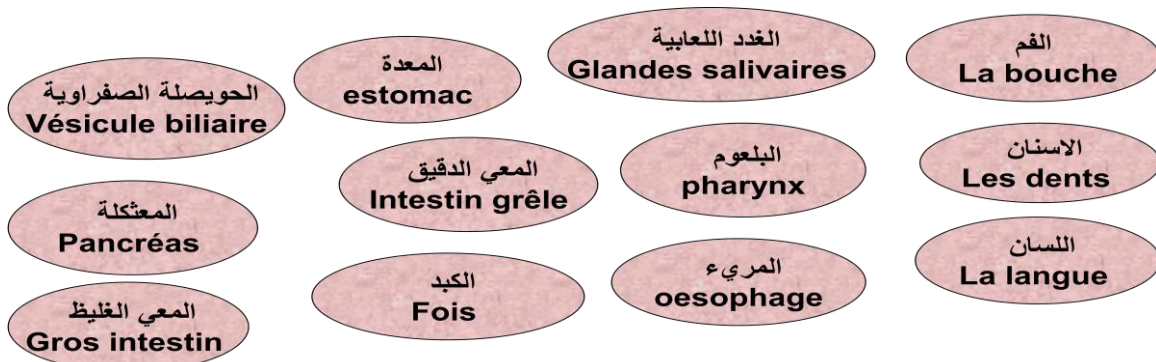 الفم
La bouche
الغدد اللعابية
Glandes salivaires
المعدة
estomac
الحويصلة الصفراوية
Vésicule biliaire
الاسنان
Les dents
البلعوم
pharynx
المعي الدقيق
Intestin grêle
المعثكلة
Pancréas
اللسان
La langue
المريء
oesophage
الكبد
Fois
المعي الغليظ
Gros intestin